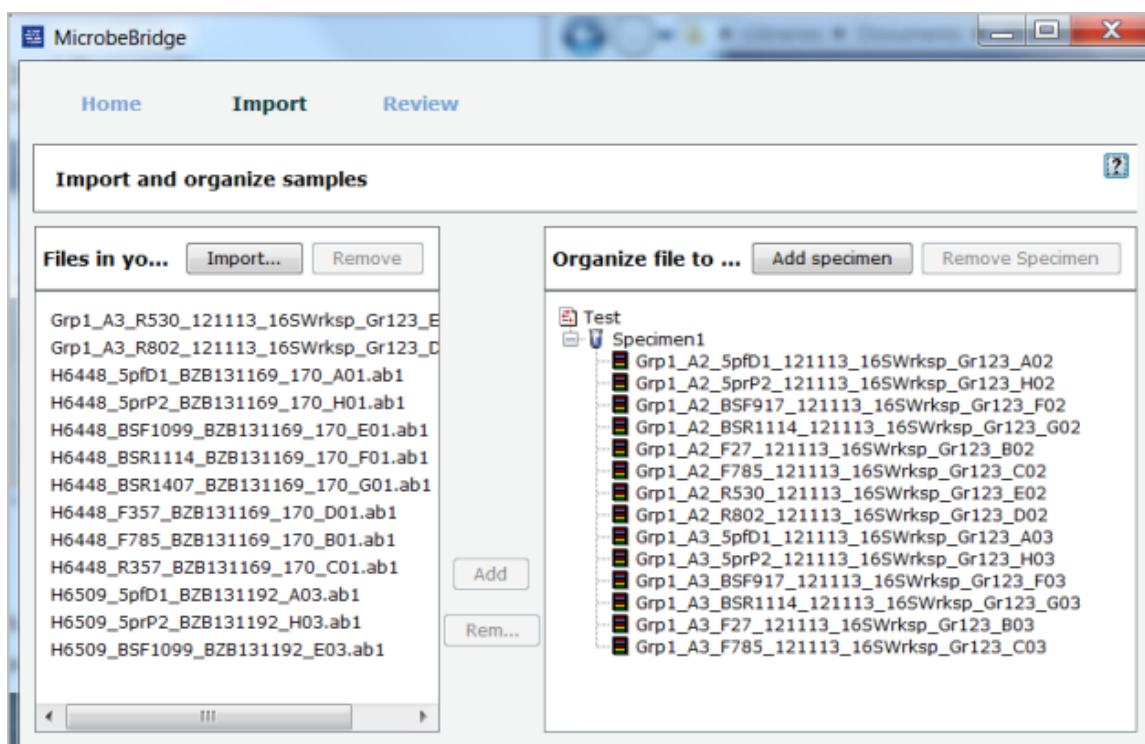 MicrobeBridge
Home Import Review
Import and organize samples
Files in yo... Import... Remove
Grp1_A3_R530_121113_16SWrksp_Gr123_E
Grp1_A3_R802_121113_16SWrksp_Gr123_D
H6448_5pfD1_BZB131169_170_A01.ab1
H6448_5prP2_BZB131169_170_H01.ab1
H6448_BSF1099_BZB131169_170_E01.ab1
H6448_BSR1114_BZB131169_170_F01.ab1
H6448_BSR1407_BZB131169_170_G01.ab1
H6448_F357_BZB131169_170_D01.ab1
H6448_F785_BZB131169_170_B01.ab1
H6448_R357_BZB131169_170_C01.ab1
H6509_5pfD1_BZB131192_A03.ab1
H6509_5prP2_BZB131192_H03.ab1
H6509_BSF1099_BZB131192_E03.ab1
Add
Rem...
Organize file to ... Add specimen Remove Specimen
Test
Specimen1
Grp1_A2_5pfD1_121113_16SWrksp_Gr123_A02
Grp1_A2_5prP2_121113_16SWrksp_Gr123_H02
Grp1_A2_BSF917_121113_16SWrksp_Gr123_F02
Grp1_A2_BSR1114_121113_16SWrksp_Gr123_G02
Grp1_A2_F27_121113_16SWrksp_Gr123_B02
Grp1_A2_F785_121113_16SWrksp_Gr123_C02
Grp1_A2_R530_121113_16SWrksp_Gr123_E02
Grp1_A2_R802_121113_16SWrksp_Gr123_D02
Grp1_A3_5pfD1_121113_16SWrksp_Gr123_A03
Grp1_A3_5prP2_121113_16SWrksp_Gr123_H03
Grp1_A3_BSF917_121113_16SWrksp_Gr123_F03
Grp1_A3_BSR1114_121113_16SWrksp_Gr123_G03
Grp1_A3_F27_121113_16SWrksp_Gr123_B03
Grp1_A3_F785_121113_16SWrksp_Gr123_C03